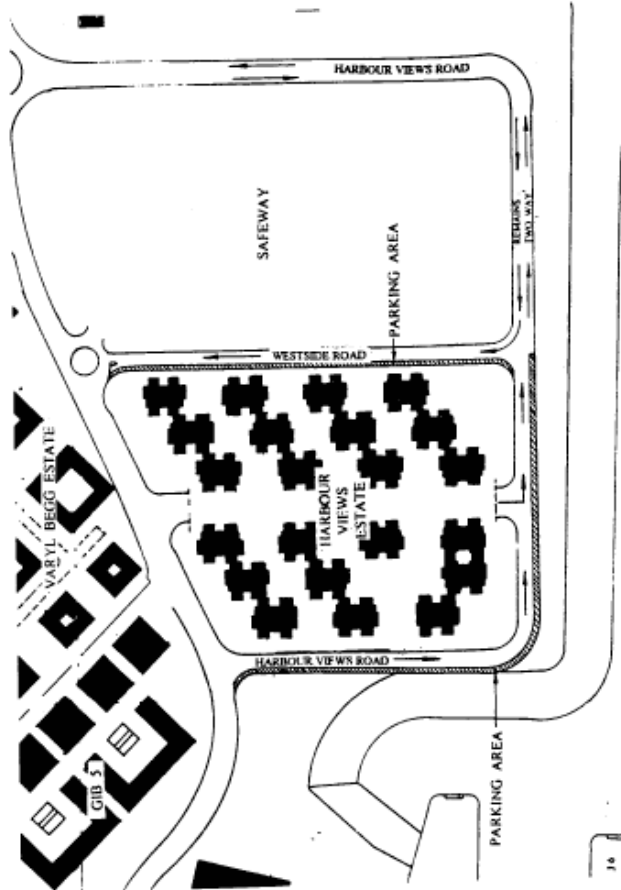 HARBOUR VIEWS ROAD
SAFEWAY
PARKING AREA
REMAINS
TWO WAY
WESTSIDE ROAD
VARYL BEGG ESTATE
HARBOUR
VIEWS
ESTATE
HARBOUR VIEWS ROAD
GIB 5
PARKING AREA